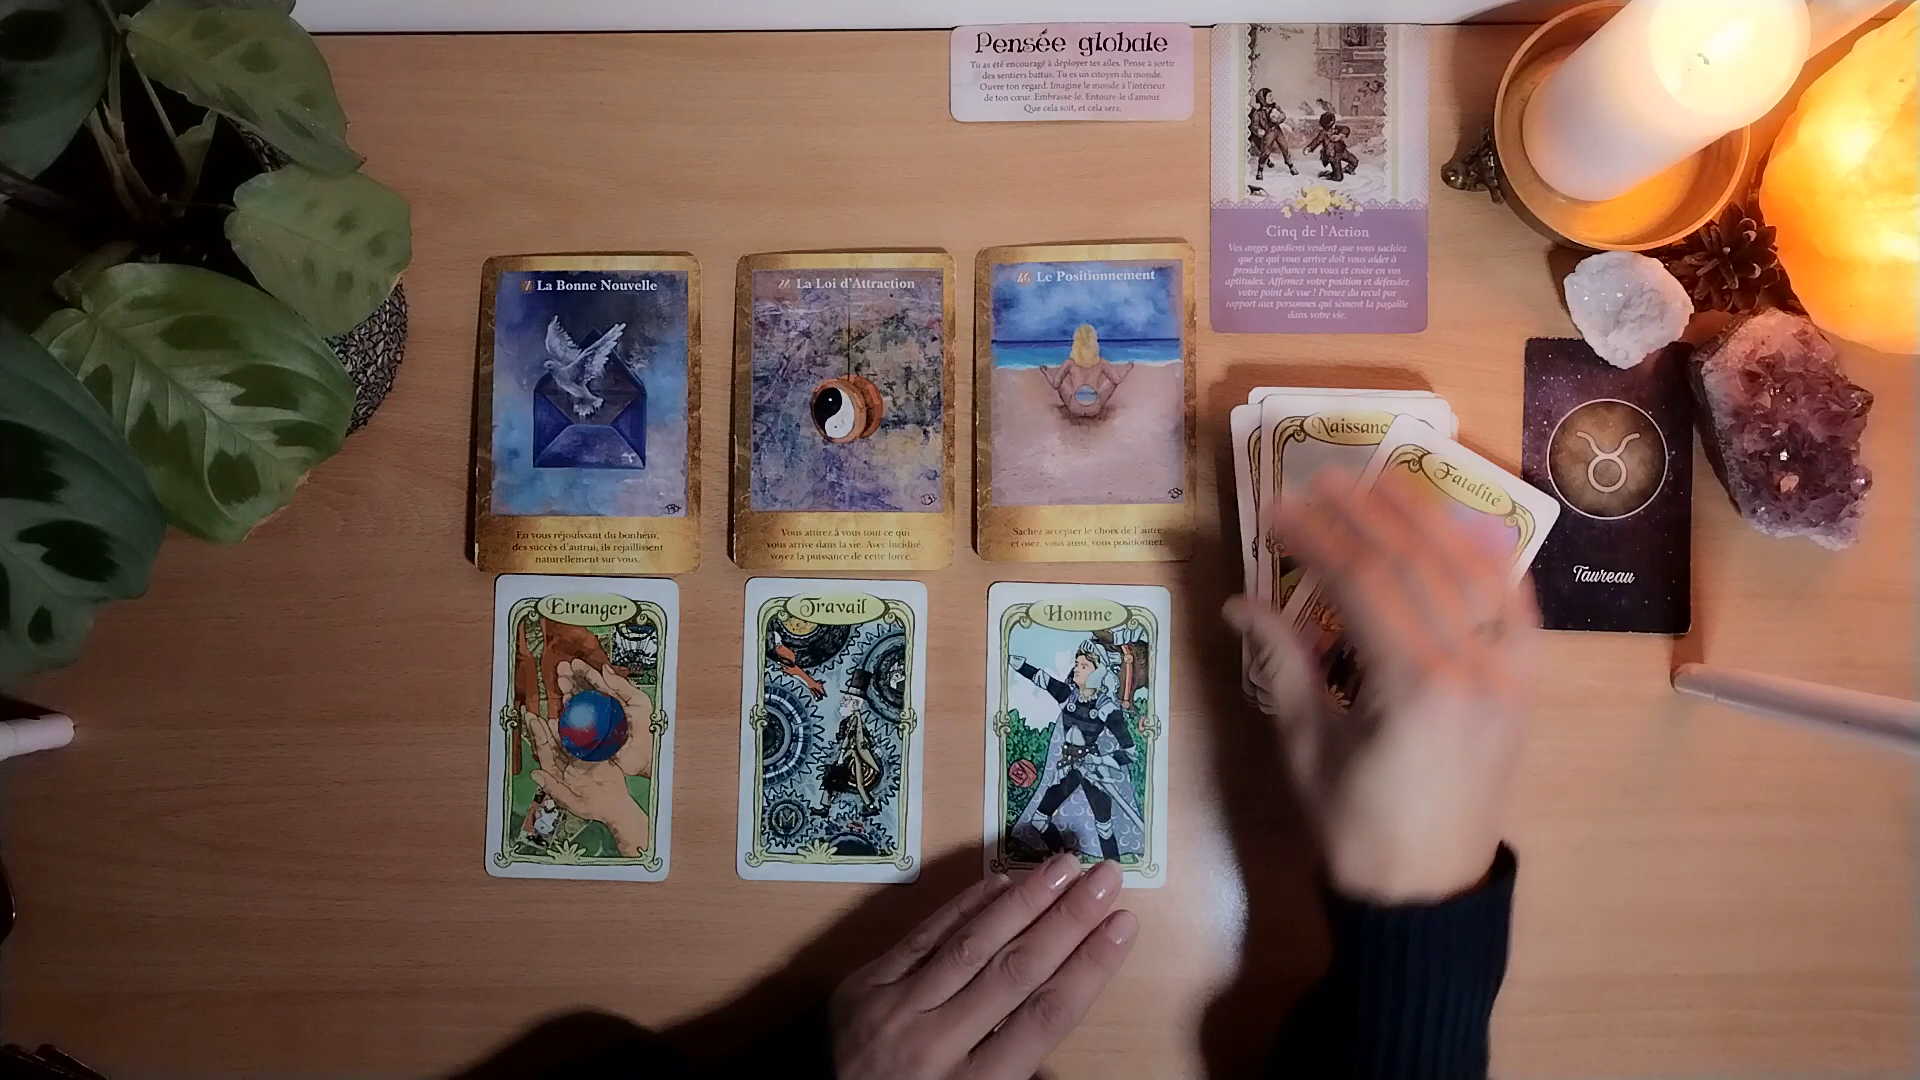 Pensée globale
Tu as été encouragé à déployer tes ailes. Pense à sortir
des sentiers battus. Tu es un citoyen du monde.
Ouvre ton regard. Imagine le monde à l'intérieur
de ton cœur. Embrasse-le. Entoure-le d'amour.
Que cela soit, et cela sera.
Cinq de l'Action
Vos anges gardiens veulent que vous sachiez
que ce qui vous arrive doit vous aider à
prendre confiance en vous et croire en vos
aptitudes. Affirmez votre position et défendez
votre point de vue ! Prenez du recul par
rapport aux personnes qui sèment la pagaille
dans votre vie.
7 La Bonne Nouvelle
En vous réjouissant du bonheur,
des succès d'autrui, ils rejaillissent
naturellement sur vous.
22 La Loi d'Attraction
Vous attirez à vous tout ce qui
vous arrive dans la vie. Avec lucidité,
voyez la puissance de cette force...
46 Le Positionnement
Sachez accepter le choix de l'autre
et osez, vous aussi, vous positionner.
Naissanc
Fatalité
Taureau
Etranger
Travail
M
Homme